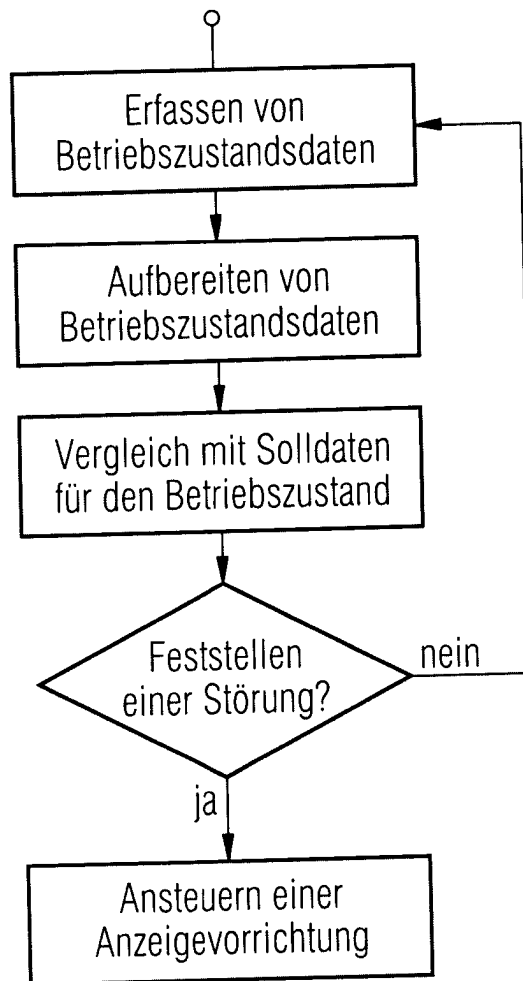 Erfassen von
Betriebszustandsdaten
Aufbereiten von
Betriebszustandsdaten
Vergleich mit Solldaten
für den Betriebszustand
Feststellen
einer Störung?
nein
ja
Ansteuern einer
Anzeigevorrichtung